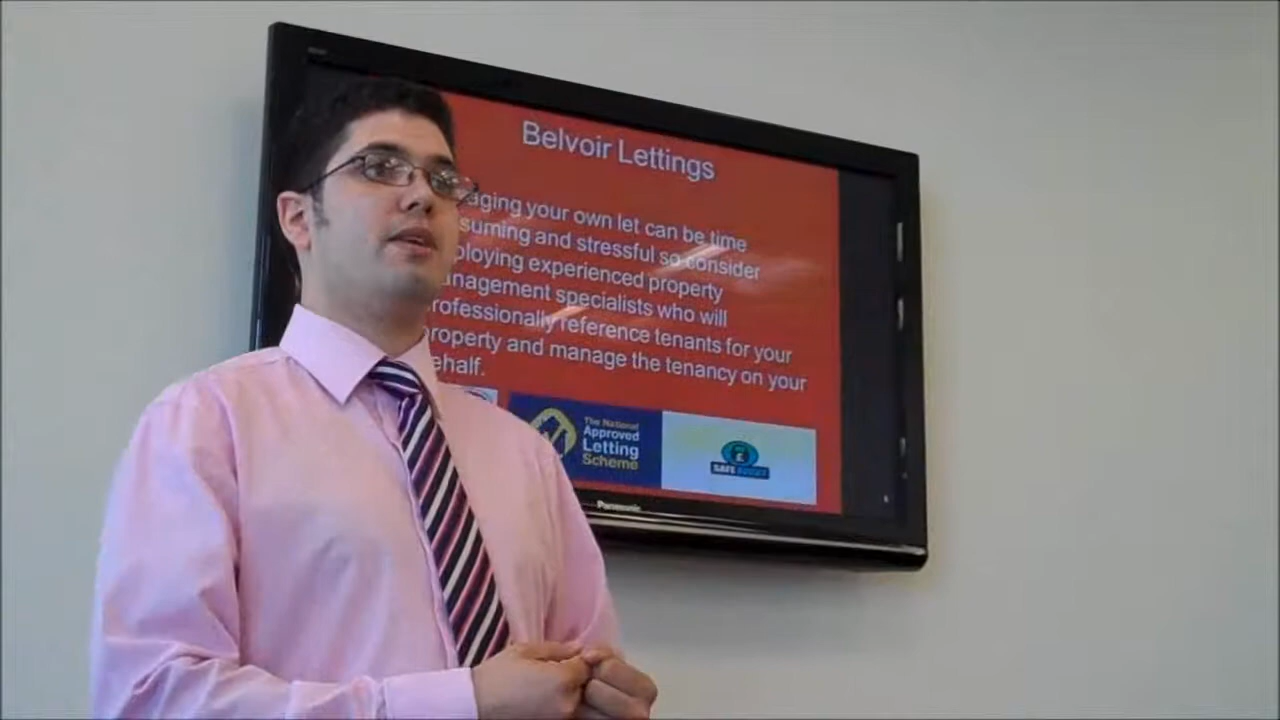 Belvoir Lettings
aging your own let can be time
suming and stressful so consider
ploying experienced property
nagement specialists who will
rofessionally reference tenants for your
roperty and manage the tenancy on your
ehalf.
The National
Approved
Letting
Scheme
SAFE AGENT
Panasonic